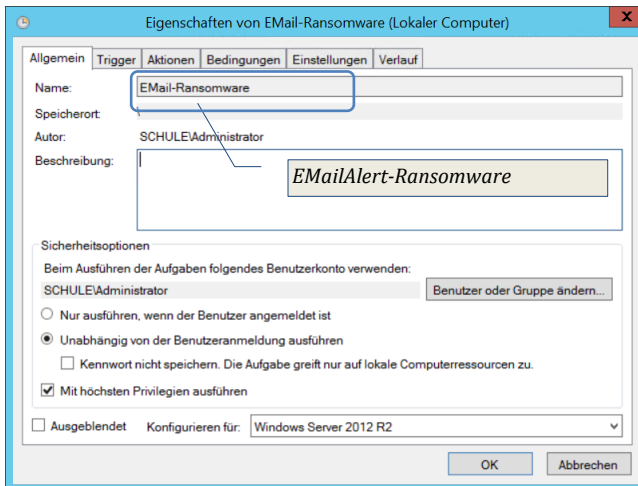 Eigenschaften von EMail-Ransomware (Lokaler Computer)
x
Allgemein Trigger Aktionen Bedingungen Einstellungen Verlauf
Name: EMail-Ransomware
Speicherort: \
Autor: SCHULE\Administrator
Beschreibung:
EMailAlert-Ransomware
Sicherheitsoptionen
Beim Ausführen der Aufgaben folgendes Benutzerkonto verwenden:
SCHULE\Administrator Benutzer oder Gruppe ändern...
Nur ausführen, wenn der Benutzer angemeldet ist
Unabhängig von der Benutzeranmeldung ausführen
Kennwort nicht speichern. Die Aufgabe greift nur auf lokale Computerressourcen zu.
Mit höchsten Privilegien ausführen
Ausgeblendet Konfigurieren für: Windows Server 2012 R2
OK Abbrechen